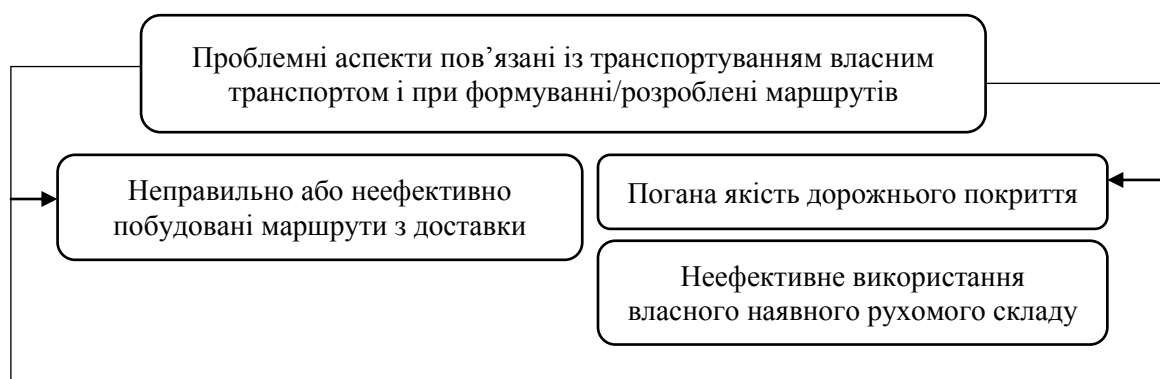 Проблемні аспекти пов’язані із транспортуванням власним
транспортом і при формуванні/розроблені маршрутів
Неправильно або неефективно
побудовані маршрути з доставки
Погана якість дорожнього покриття
Неефективне використання
власного наявного рухомого складу